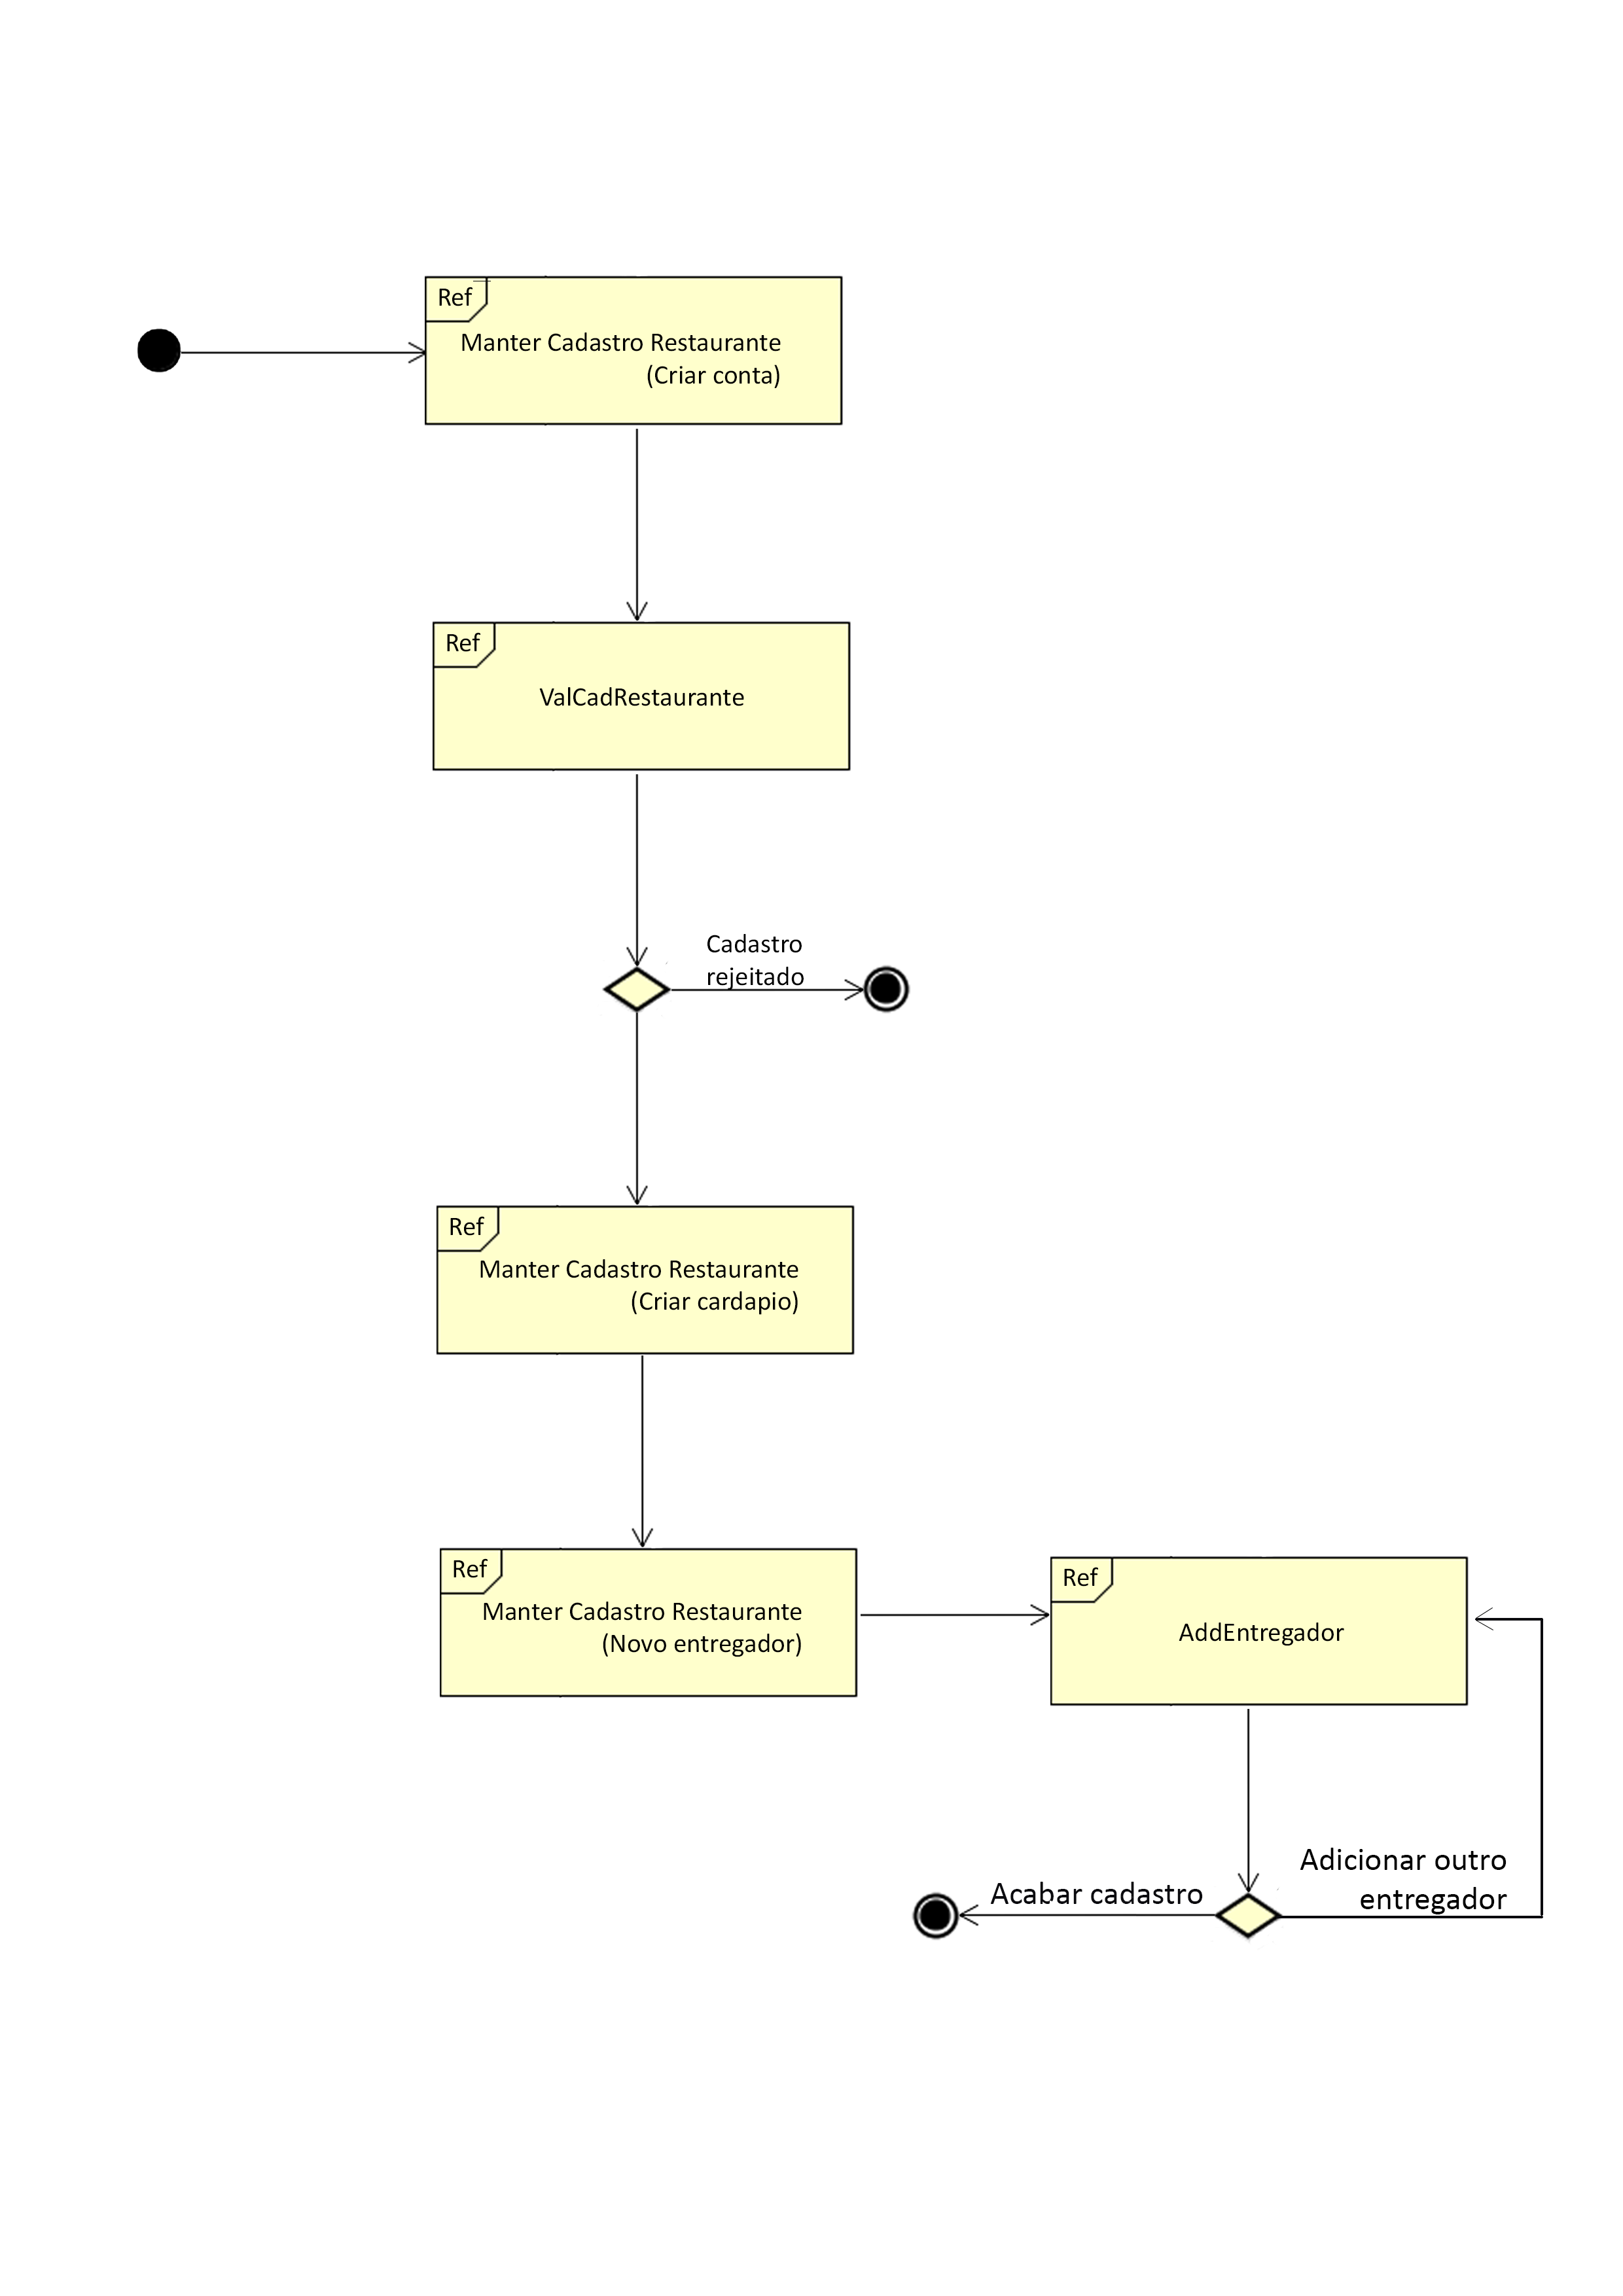 Ref
Manter Cadastro Restaurante
(Criar conta)
Ref
ValCadRestaurante
Cadastro
rejeitado
Ref
Manter Cadastro Restaurante
(Criar cardapio)
Ref
Manter Cadastro Restaurante
(Novo entregador)
Ref
AddEntregador
Adicionar outro
entregador
Acabar cadastro